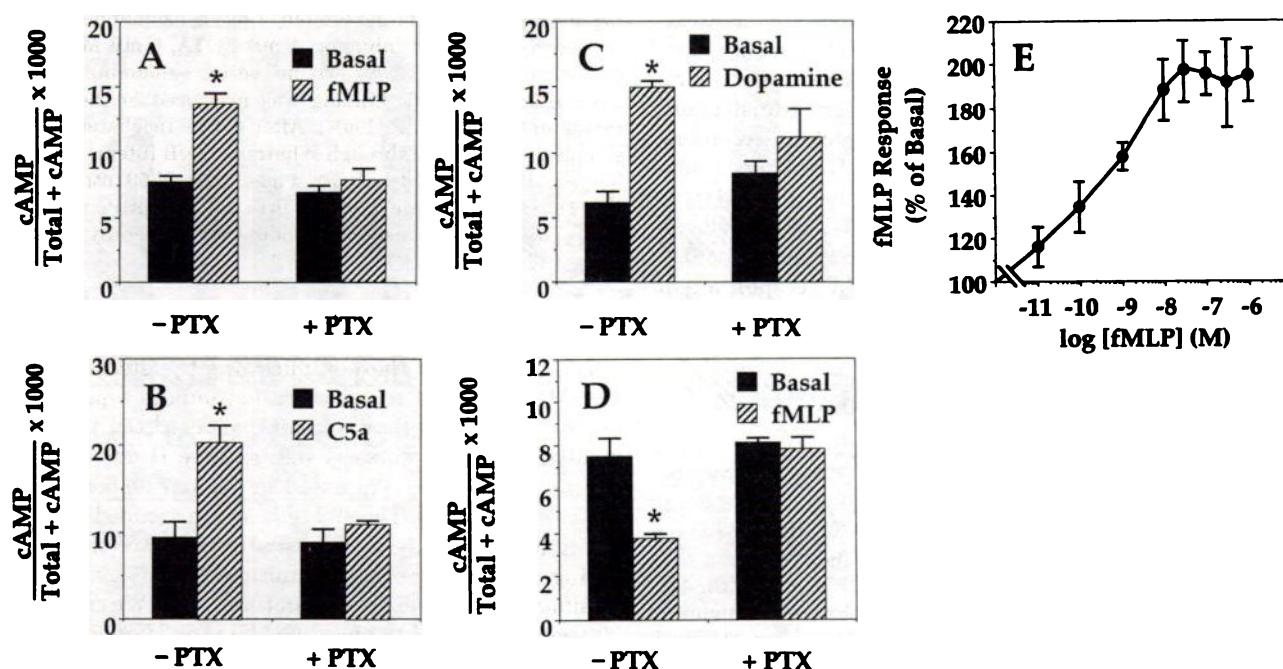 A
Basal
fMLP
20
15
10
5
0
*
cAMP
Total + cAMP
x 1000
– PTX
+ PTX
B
Basal
C5a
30
20
10
0
*
cAMP
Total + cAMP
x 1000
– PTX
+ PTX
C
Basal
Dopamine
20
15
10
5
0
*
cAMP
Total + cAMP
x 1000
– PTX
+ PTX
D
Basal
fMLP
12
10
8
6
4
2
0
*
cAMP
Total + cAMP
x 1000
– PTX
+ PTX
E
fMLP Response
(% of Basal)
220
200
180
160
140
120
100
-11 -10 -9 -8 -7 -6
log [fMLP] (M)